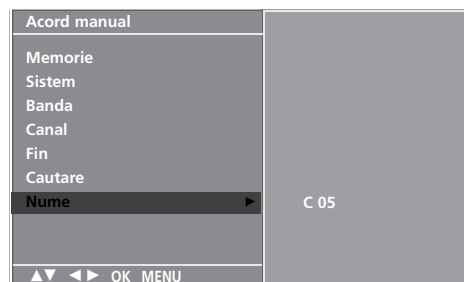 Acord manual
Memorie
Sistem
Banda
Canal
Fin
Cautare
Nume ► C 05
▲▼ ◄► OK MENU